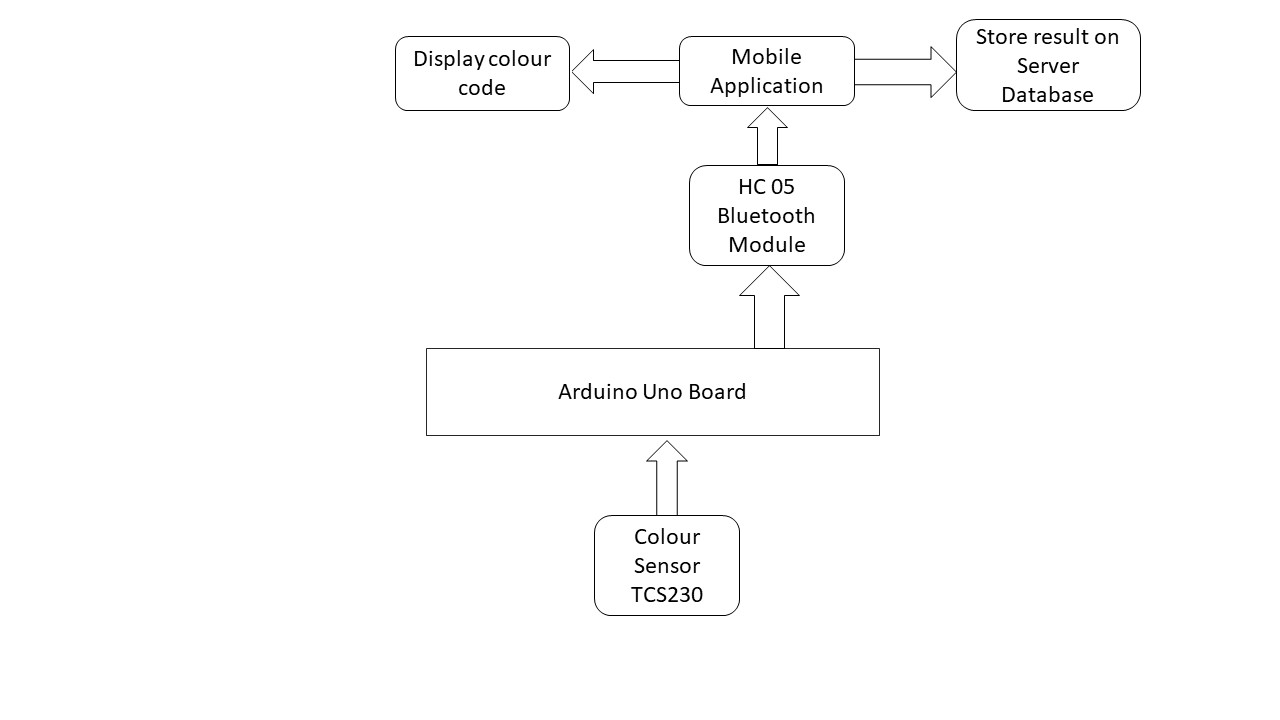 Display colour
code
Mobile
Application
Store result on
Server
Database
HC 05
Bluetooth
Module
Arduino Uno Board
Colour
Sensor
TCS230